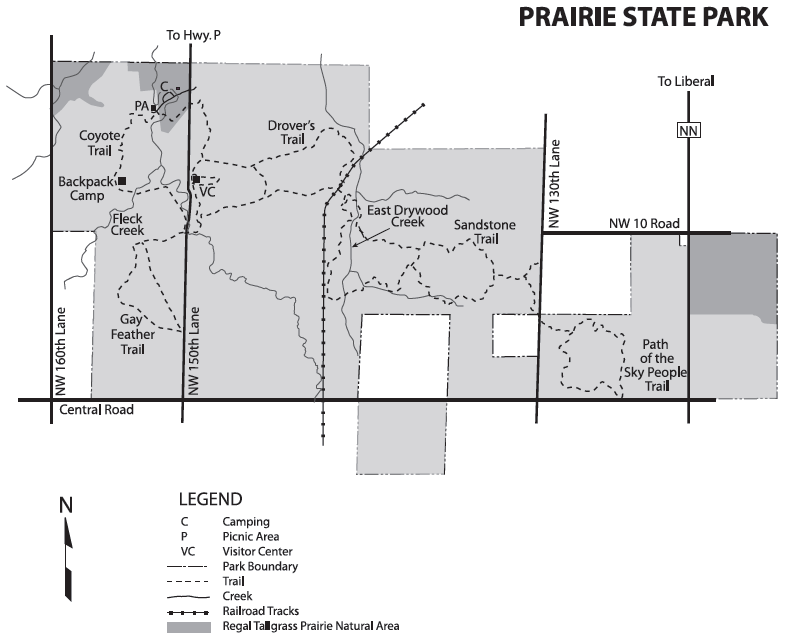 PRAIRIE STATE PARK
To Hwy. P
To Liberal
NN
C
PA
Coyote
Trail
Drover's
Trail
Backpack
Camp
VC
Fleck
Creek
East Drywood
Creek
Sandstone
Trail
NW 130th Lane
NW 10 Road
Gay
Feather
Trail
NW 160th Lane
NW 150th Lane
Path
of the
Sky People
Trail
Central Road
N
LEGEND
C Camping
P Picnic Area
VC Visitor Center
Park Boundary
Trail
Creek
Railroad Tracks
Regal Tallgrass Prairie Natural Area